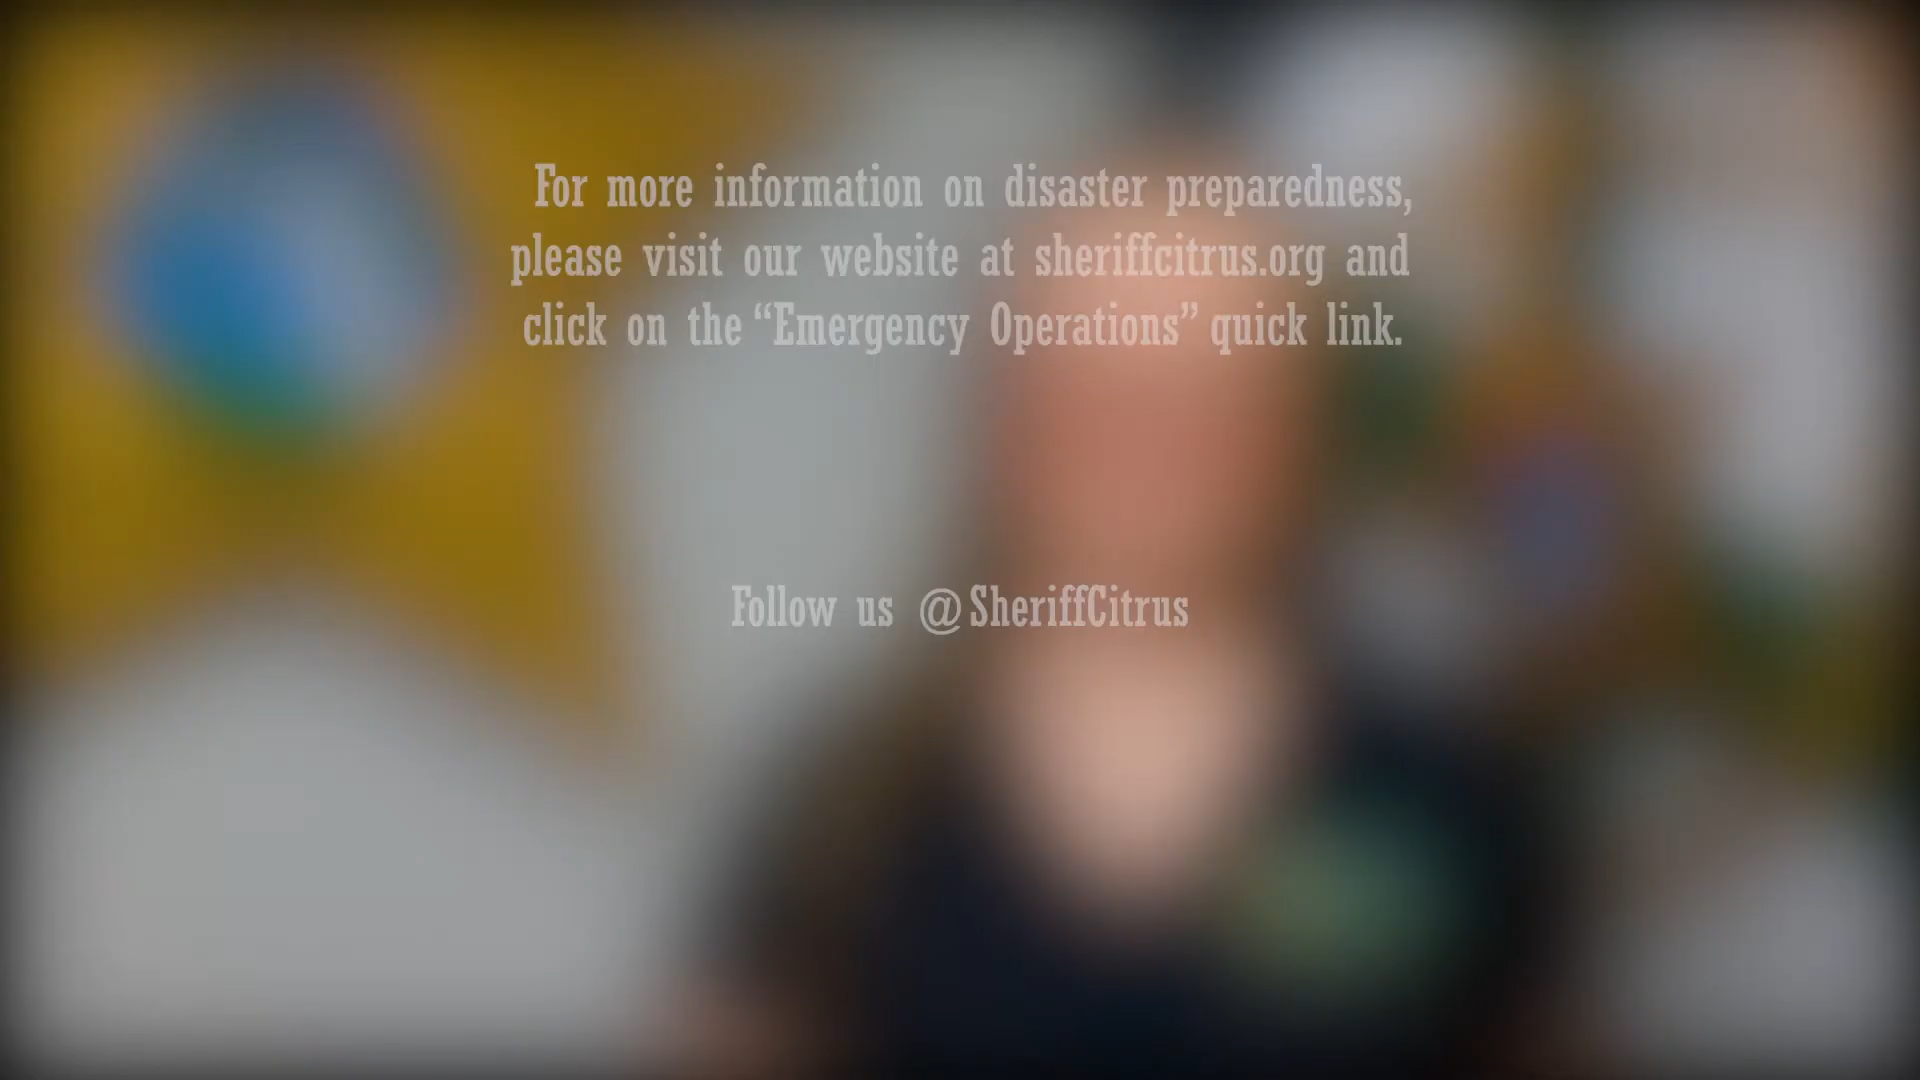 For more information on disaster preparedness,
please visit our website at sheriffcitrus.org and
click on the “Emergency Operations” quick link.
Follow us @SheriffCitrus